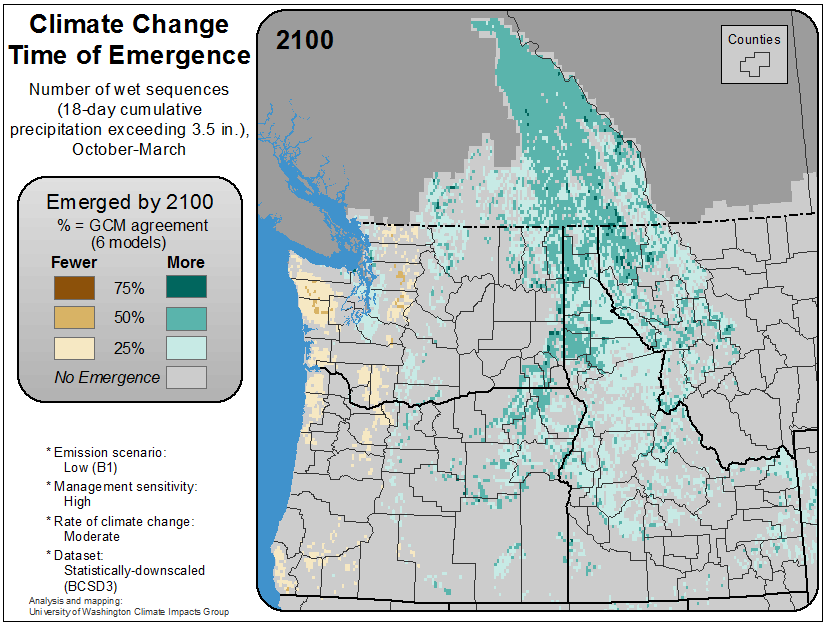 Climate Change
Time of Emergence
Number of wet sequences
(18-day cumulative
precipitation exceeding 3.5 in.),
October-March
Emerged by 2100
% = GCM agreement
(6 models)
Fewer More
75%
50%
25%
No Emergence
* Emission scenario:
Low (B1)
* Management sensitivity:
High
* Rate of climate change:
Moderate
* Dataset:
Statistically-downscaled
(BCSD3)
Analysis and mapping:
University of Washington Climate Impacts Group
2100
Counties